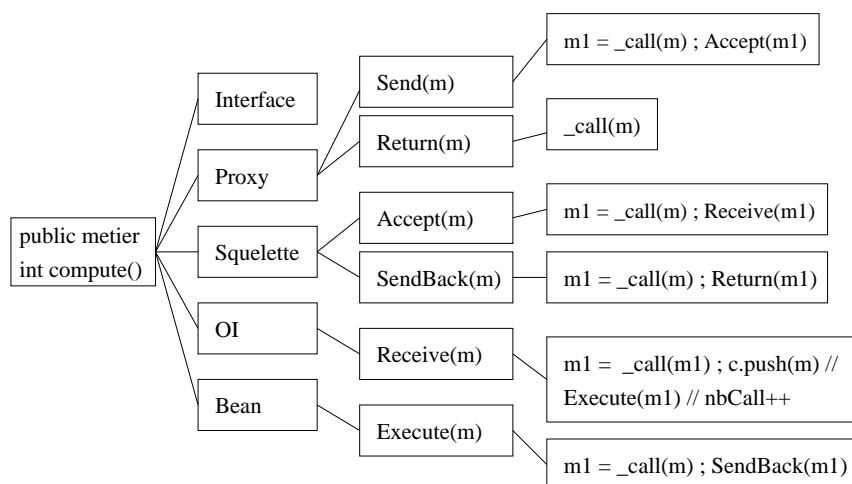 m1 = _call(m) ; Accept(m1)
Send(m)
Interface
Return(m)
_call(m)
Proxy
Accept(m)
m1 = _call(m) ; Receive(m1)
public metier
int compute()
Squelette
SendBack(m)
m1 = _call(m) ; Return(m1)
OI
Receive(m)
m1 =  _call(m1) ; c.push(m) //
Execute(m1) // nbCall++
Bean
Execute(m)
m1 = _call(m) ; SendBack(m1)